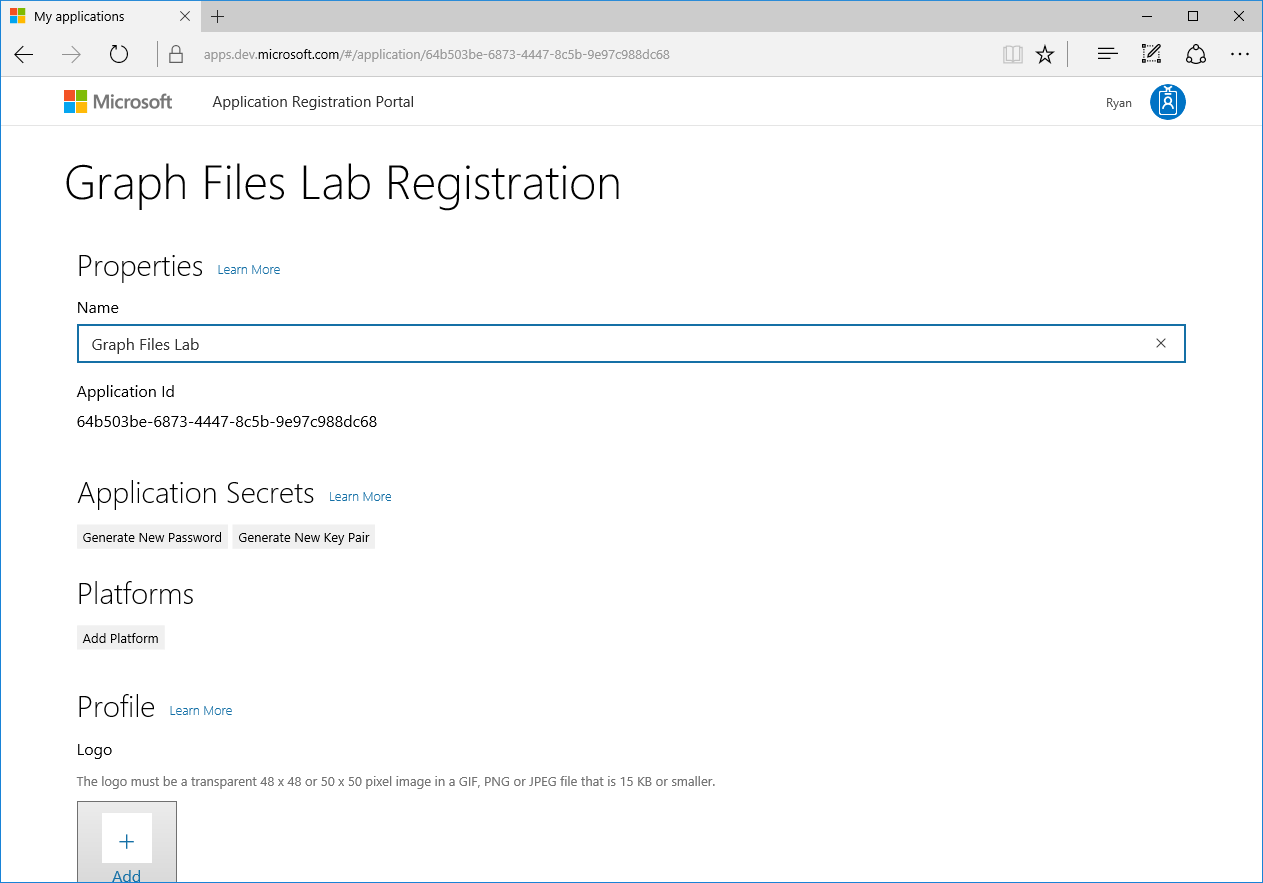 My applications
apps.dev.microsoft.com/#/application/64b503be-6873-4447-8c5b-9e97c988dc68
Microsoft Application Registration Portal Ryan
Graph Files Lab Registration
Properties Learn More
Name
Graph Files Lab
Application Id
64b503be-6873-4447-8c5b-9e97c988dc68
Application Secrets Learn More
Generate New Password Generate New Key Pair
Platforms
Add Platform
Profile Learn More
Logo
The logo must be a transparent 48 x 48 or 50 x 50 pixel image in a GIF, PNG or JPEG file that is 15 KB or smaller.
Add